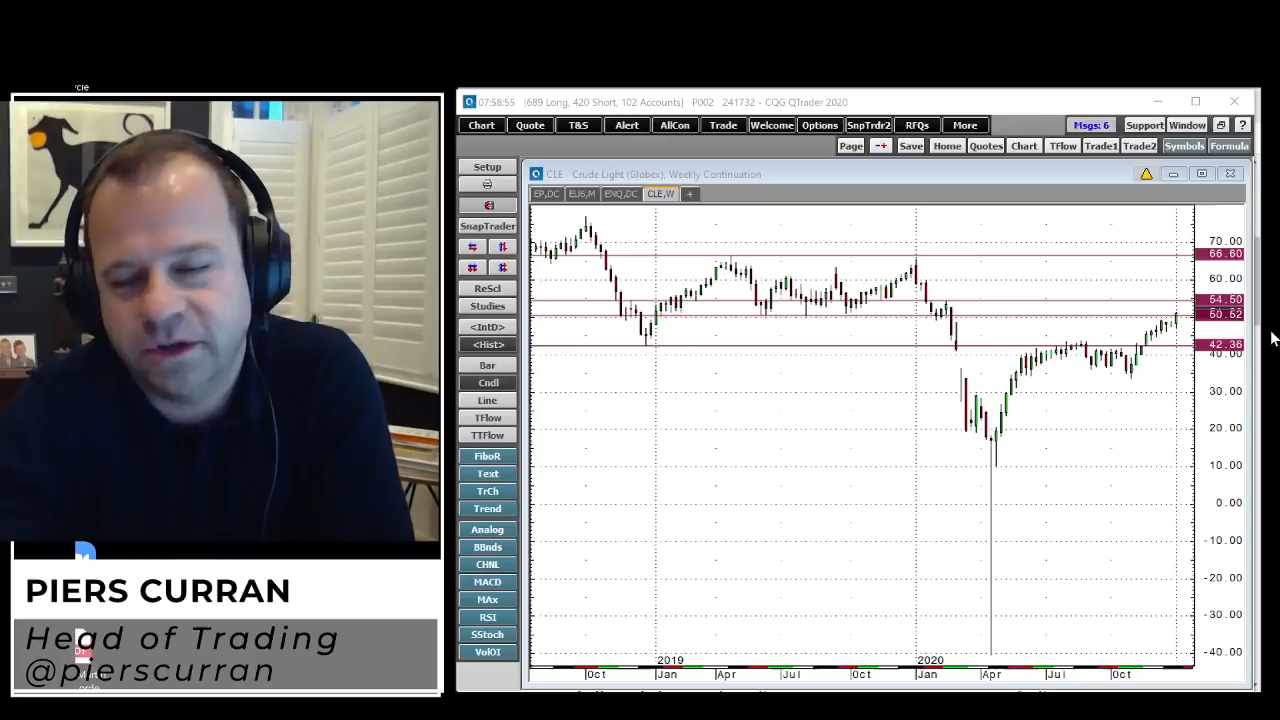 rcie
07:58:55 (689 Long, 420 Short, 102 Accounts) P002 241732 - CQG QTrader 2020
Chart Quote T&S Alert AllCon Trade Welcome Options SnpTrdr2 RFQs More Msgs: 6 Support Window ?
Page Save Home Quotes Chart TFlow Trade1 Trade2 Symbols Formula
Setup
SnapTrader
ReScl
Studies
<IntD>
<Hist>
Bar
Cndl
Line
TFlow
TTFlow
FiboR
Text
TrCh
Trend
Analog
BBnds
CHNL
MACD
MAx
RSI
SStoch
VolOI
CLE - Crude Light (Globex), Weekly Continuation
EP,DC EU6,M ENQ,DC CLE,W +
70.00
66.60
60.00
54.50
50.62
42.36
40.00
30.00
20.00
10.00
0.00
-10.00
-20.00
-30.00
-40.00
2019 2020
Oct Jan Apr Jul Oct Jan Apr Jul Oct
PIERS CURRAN
Head of Trading
@pierscurran